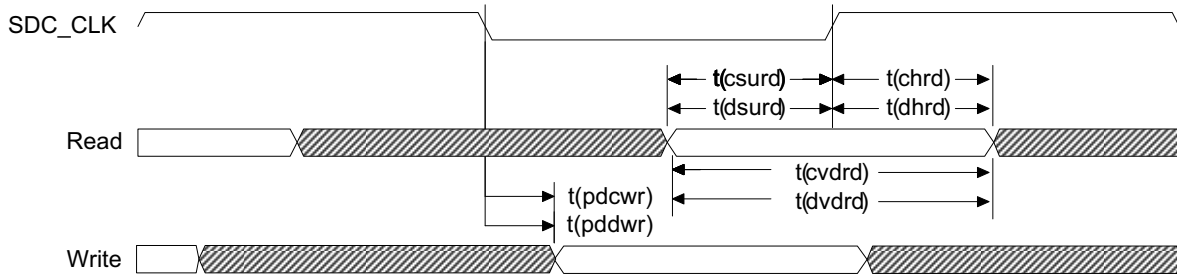 SDC_CLK
t(csurd) t(chrd)
t(dsurd) t(dhrd)
Read
t(cvdrd)
t(pdcwr) t(dvdrd)
t(pddwr)
Write